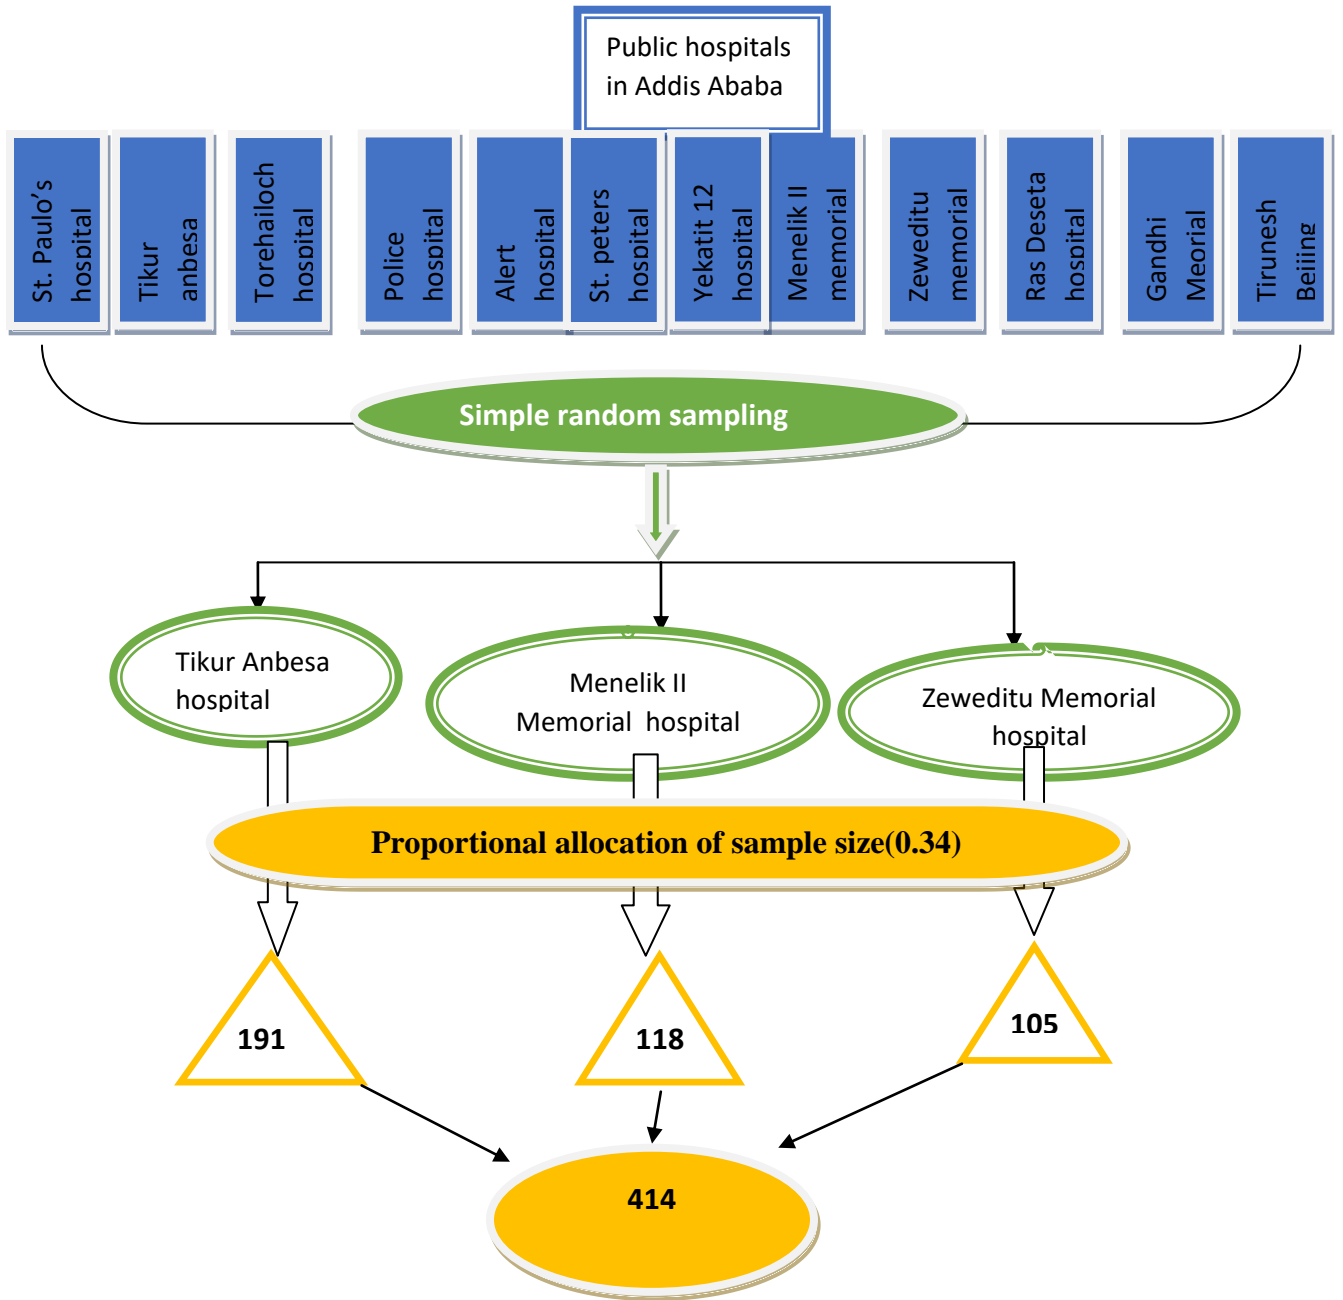 Public hospitals
in Addis Ababa
St. Paulo’s
hospital
Tikur
anbesa
Torehailoch
hospital
Police
hospital
Alert
hospital
St. peters
hospital
Yekatit 12
hospital
Menelik II
memorial
Zeweditu
memorial
Ras Deseta
hospital
Gandhi
Meorial
Tirunesh
Beijing
Simple random sampling
Tikur Anbesa
hospital
Menelik II
Memorial hospital
Zeweditu Memorial
hospital
Proportional allocation of sample size(0.34)
191
118
105
414